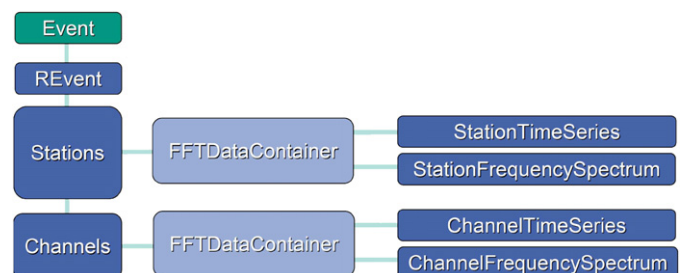 Event
REvent
Stations
FFTDataContainer
StationTimeSeries
StationFrequencySpectrum
Channels
FFTDataContainer
ChannelTimeSeries
ChannelFrequencySpectrum